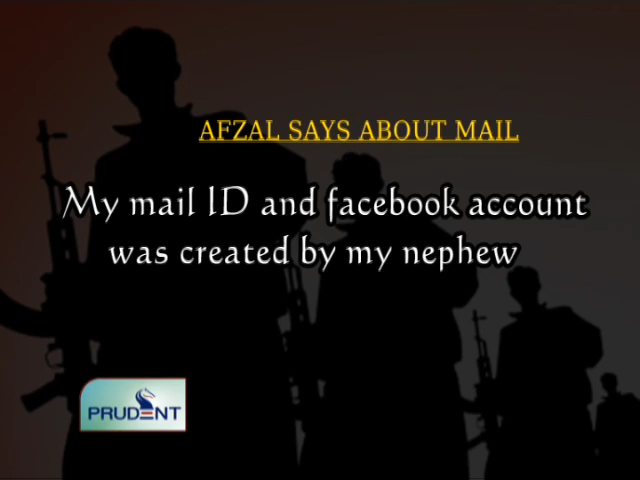 AFZAL SAYS ABOUT MAIL
My mail ID and facebook account
was created by my nephew
PRUDENT